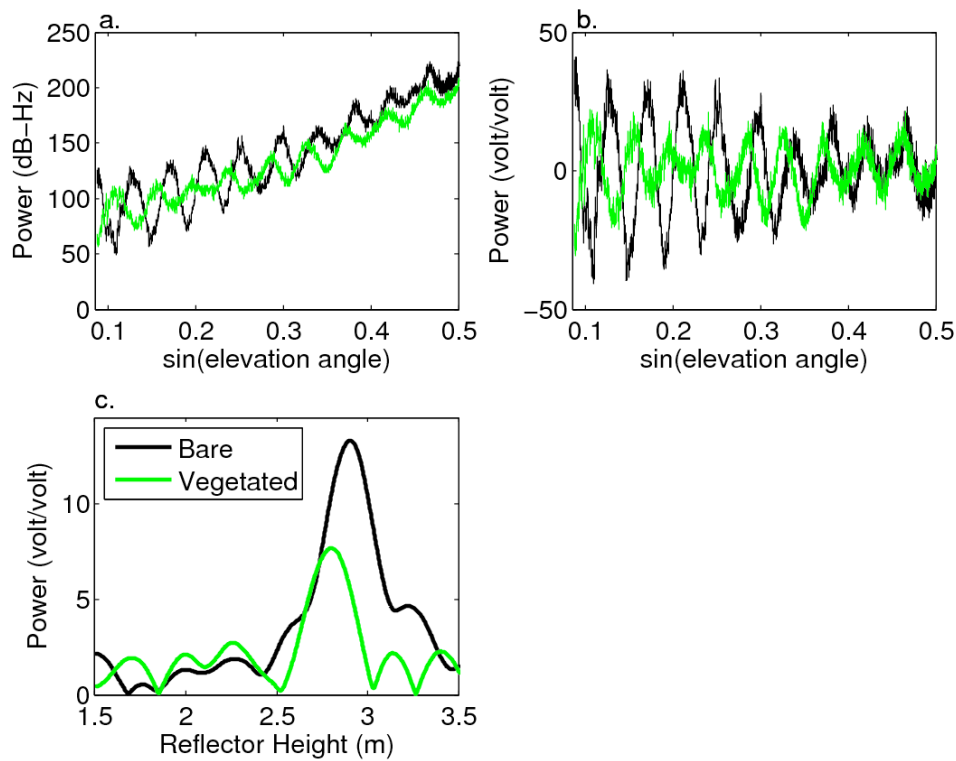 a.
250
200
150
100
50
0
Power (dB−Hz)
0.1 0.2 0.3 0.4 0.5
sin(elevation angle)
b.
50
0
−50
Power (volt/volt)
0.1 0.2 0.3 0.4 0.5
sin(elevation angle)
c.
Bare
Vegetated
10
5
0
Power (volt/volt)
1.5 2 2.5 3 3.5
Reflector Height (m)